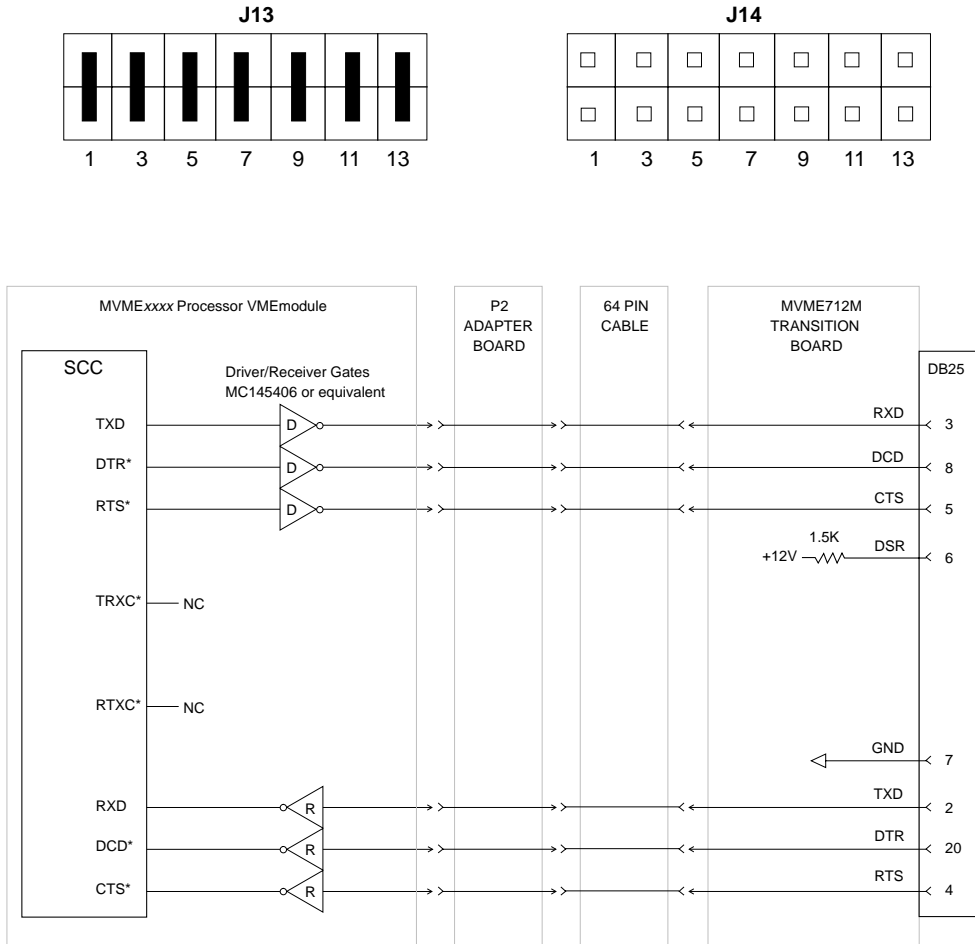 J13 J14
1 3 5 7 9 11 13 1 3 5 7 9 11 13
MVMExxxx Processor VMEmodule P2 64 PIN MVME712M
ADAPTER CABLE TRANSITION
BOARD BOARD
SCC Driver/Receiver Gates DB25
MC145406 or equivalent
TXD D RXD 3
DTR* D DCD 8
RTS* D CTS 5
1.5K
+12V DSR 6
TRXC* NC
RTXC* NC
GND 7
RXD R TXD 2
DCD* R DTR 20
CTS* R RTS 4